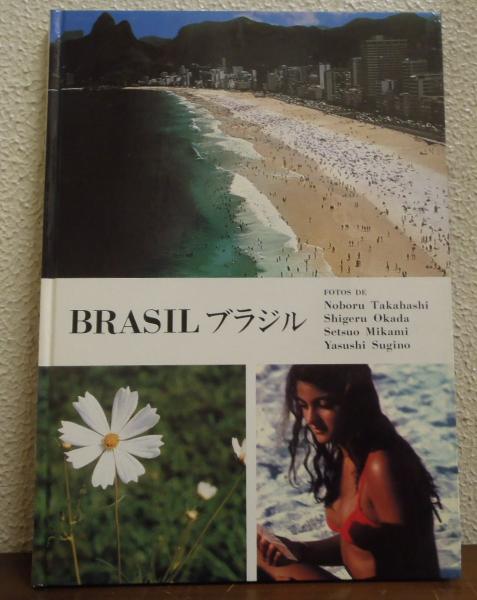 BRASIL ブラジル
FOTOS DE
Noboru Takahashi
Shigeru Okada
Setsuo Mikami
Yasushi Sugino